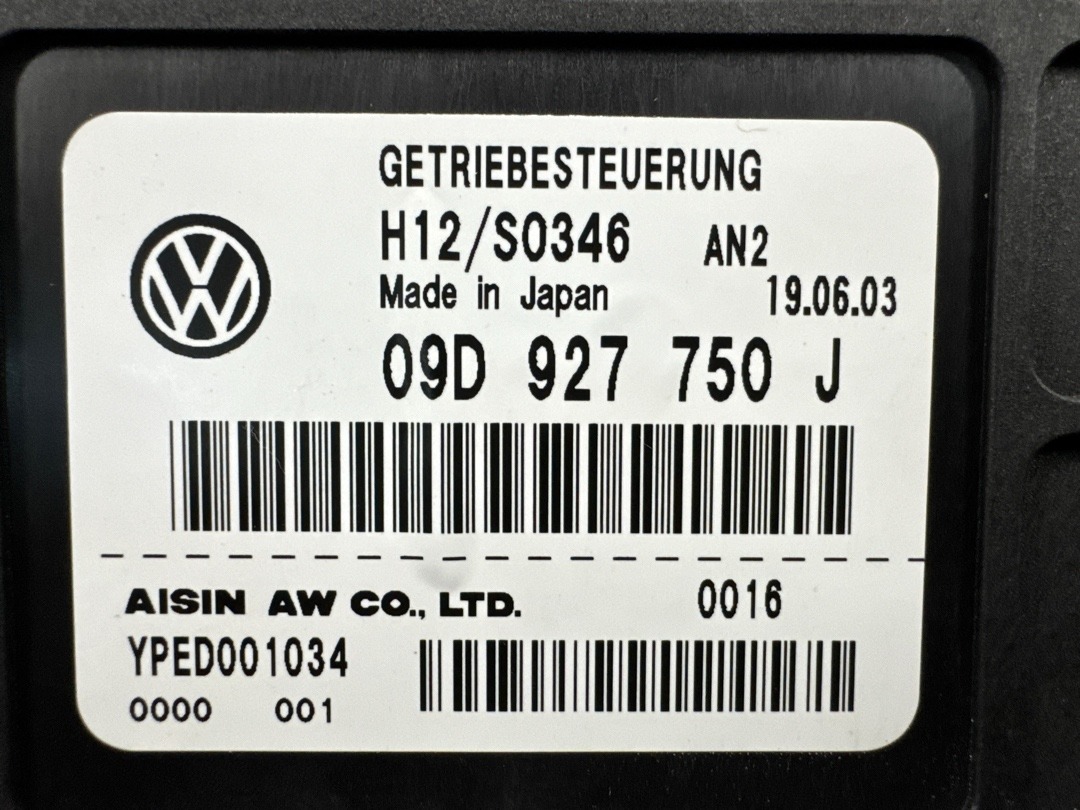 GETRIEBESTEUERUNG
H12/S0346 AN2
Made in Japan 19.06.03
09D 927 750 J
AISIN AW CO., LTD. 0016
YPED001034
0000 001